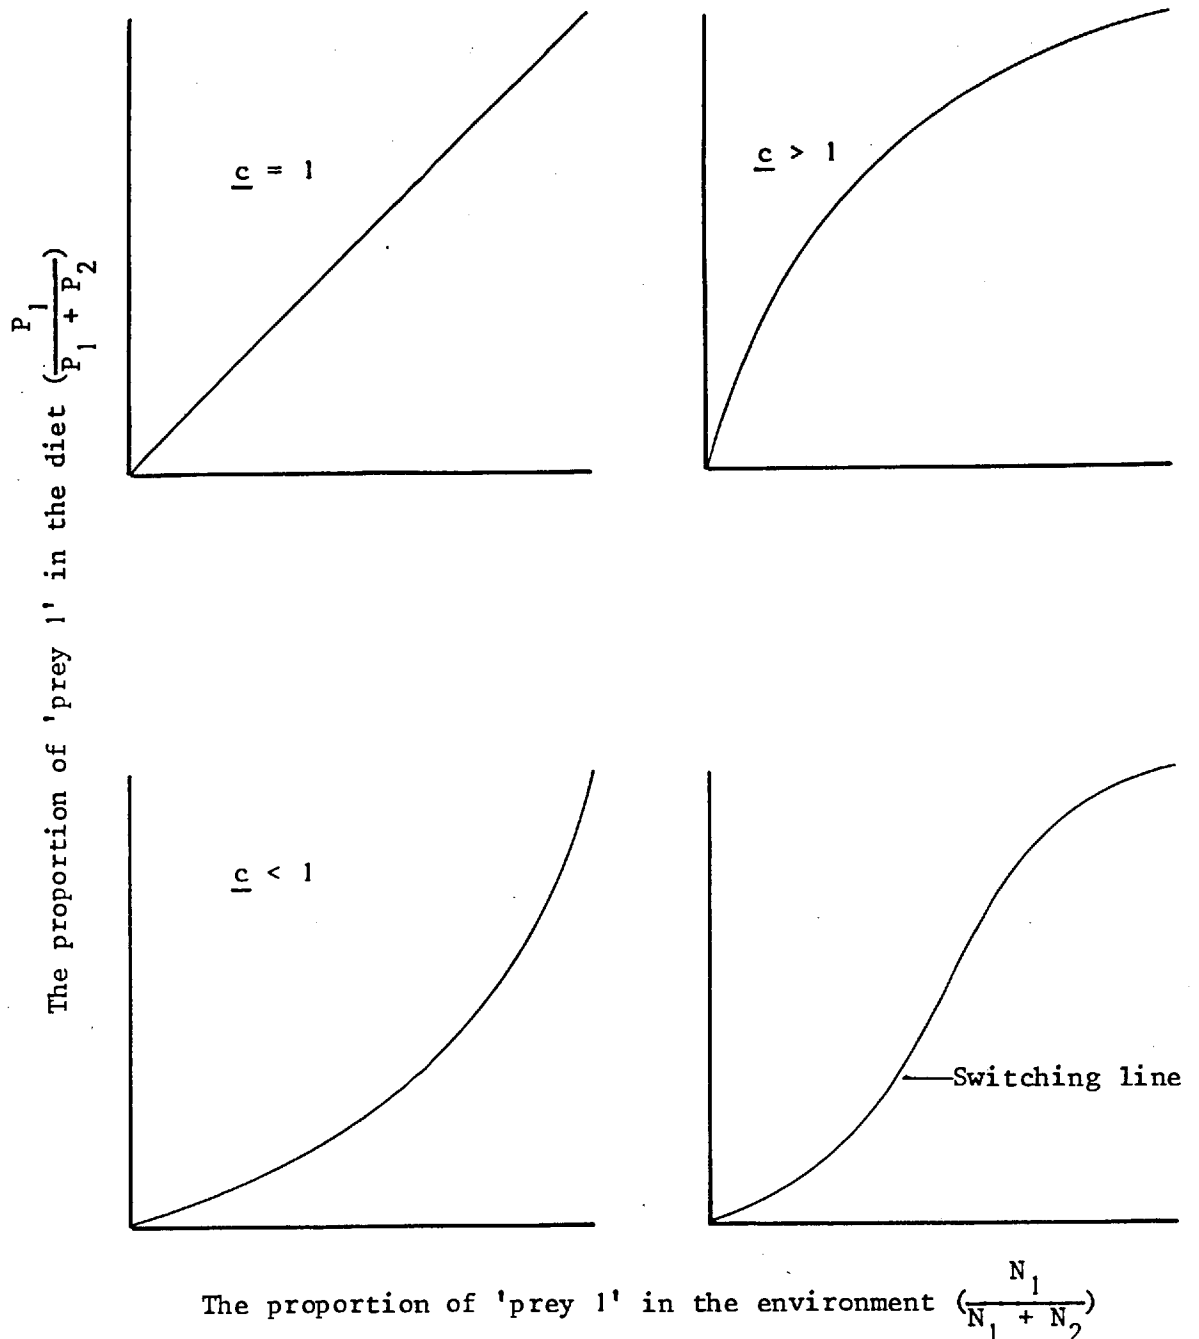 c = 1
c > 1
The proportion of 'prey 1' in the diet (P₁ / P₁ + P₂)
c < 1
Switching line
The proportion of 'prey 1' in the environment (N₁ / N₁ + N₂)